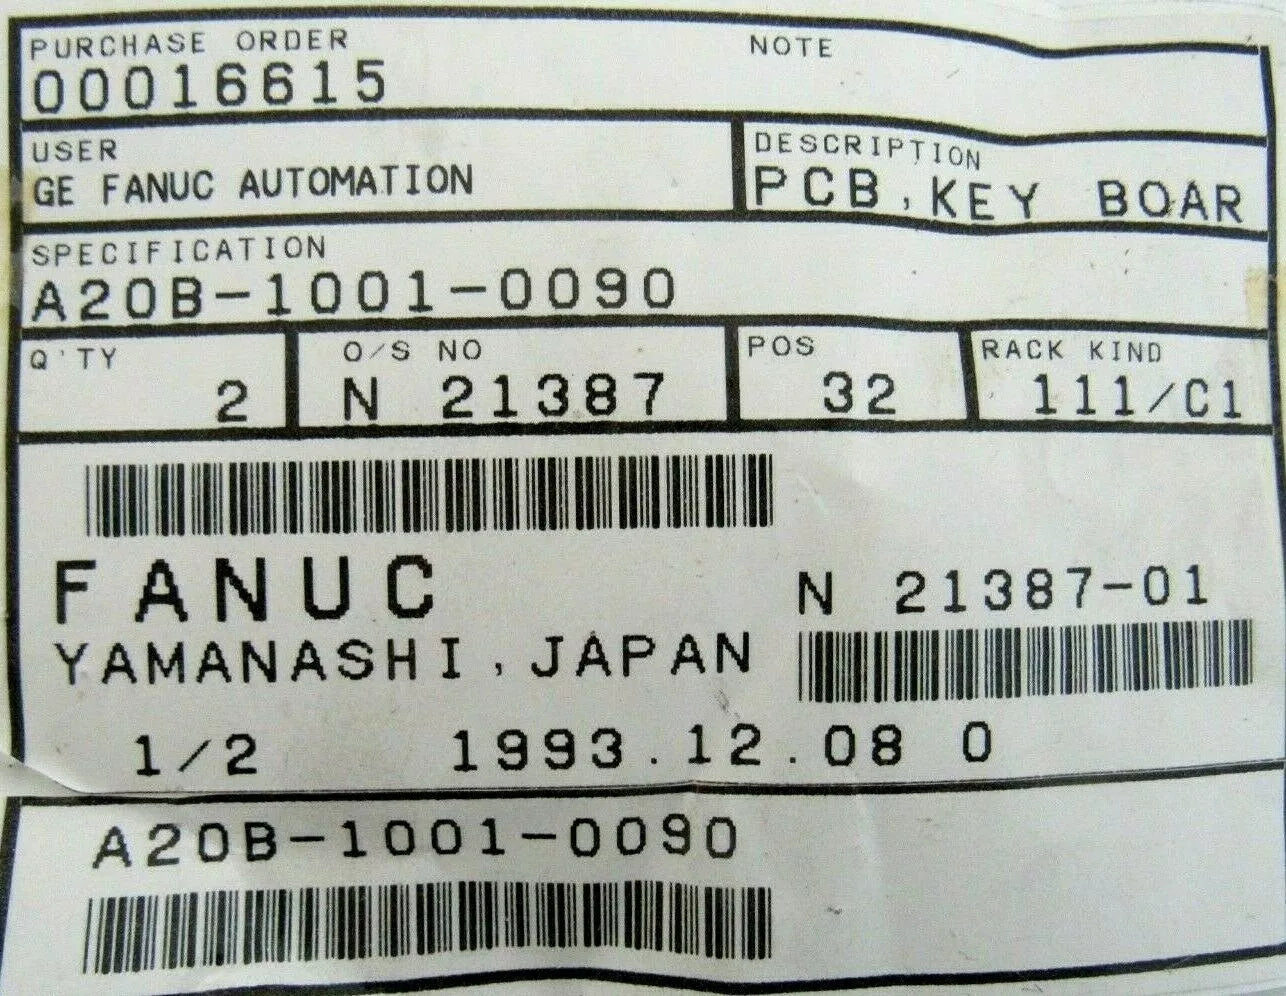 PURCHASE ORDER NOTE
00016615
USER DESCRIPTION
GE FANUC AUTOMATION PCB,KEY BOAR
SPECIFICATION
A20B-1001-0090
Q'TY O/S NO POS RACK KIND
2 N 21387 32 111/C1
FANUC N 21387-01
YAMANASHI,JAPAN
1/2 1993.12.08 0
A20B-1001-0090